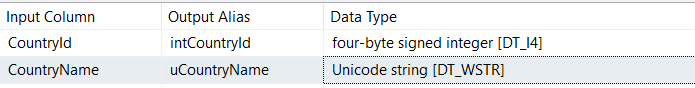 Input Column Output Alias Data Type
CountryId intCountryId four-byte signed integer [DT_I4]
CountryName uCountryName Unicode string [DT_WSTR]